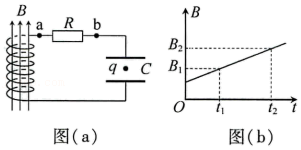 B
a R b
q C
图(a)
B
B₂
B₁
O t₁ t₂ t
图(b)